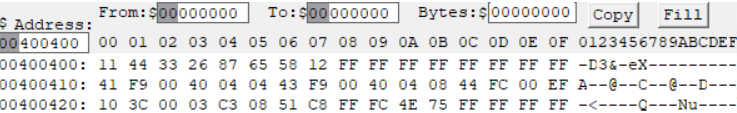 From:$00000000 To:$00000000 Bytes:$00000000 Copy Fill
$ Address:
00400400 00 01 02 03 04 05 06 07 08 09 0A 0B 0C 0D 0E 0F 0123456789ABCDEF
00400400: 11 44 33 26 87 65 58 12 FF FF FF FF FF FF FF FF -D3&-eX---------
00400410: 41 F9 00 40 04 04 43 F9 00 40 04 08 44 FC 00 EF A--@--C--@--D---
00400420: 10 3C 00 03 C3 08 51 C8 FF FC 4E 75 FF FF FF FF -<----Q---Nu----